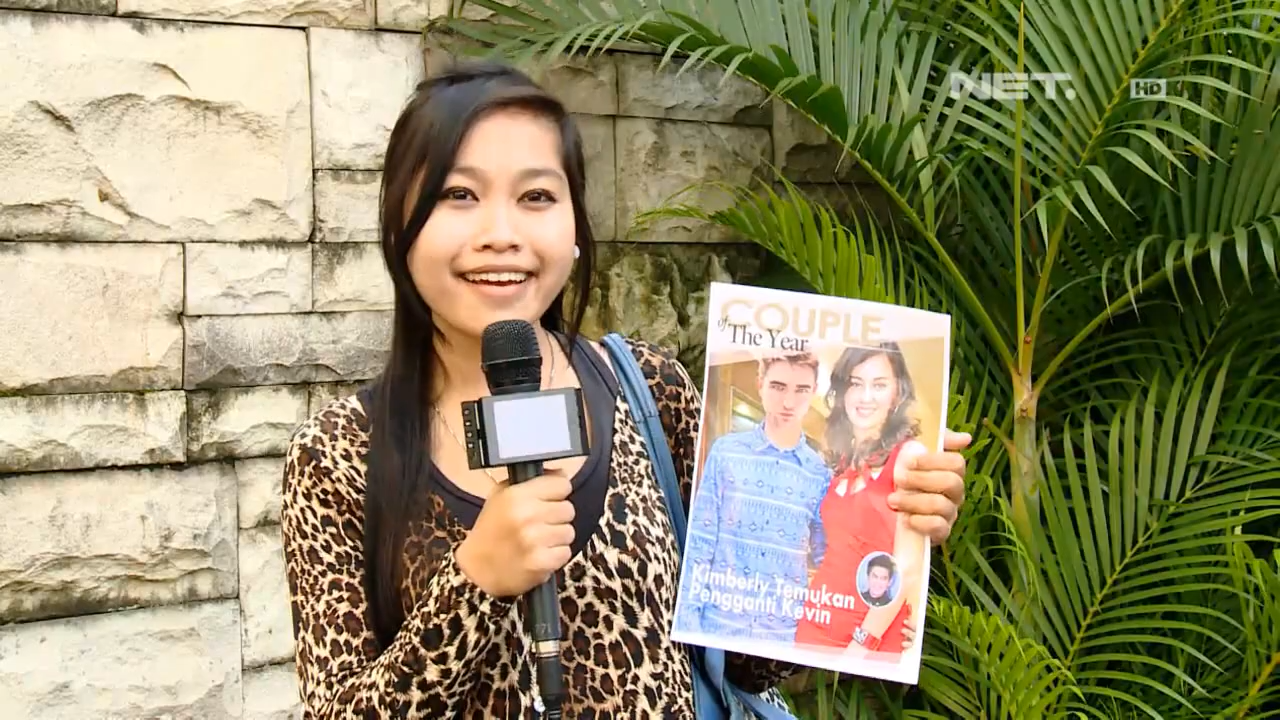 NET. HD
COUPLE
of The Year
Kimberly Temukan
Pengganti Kevin